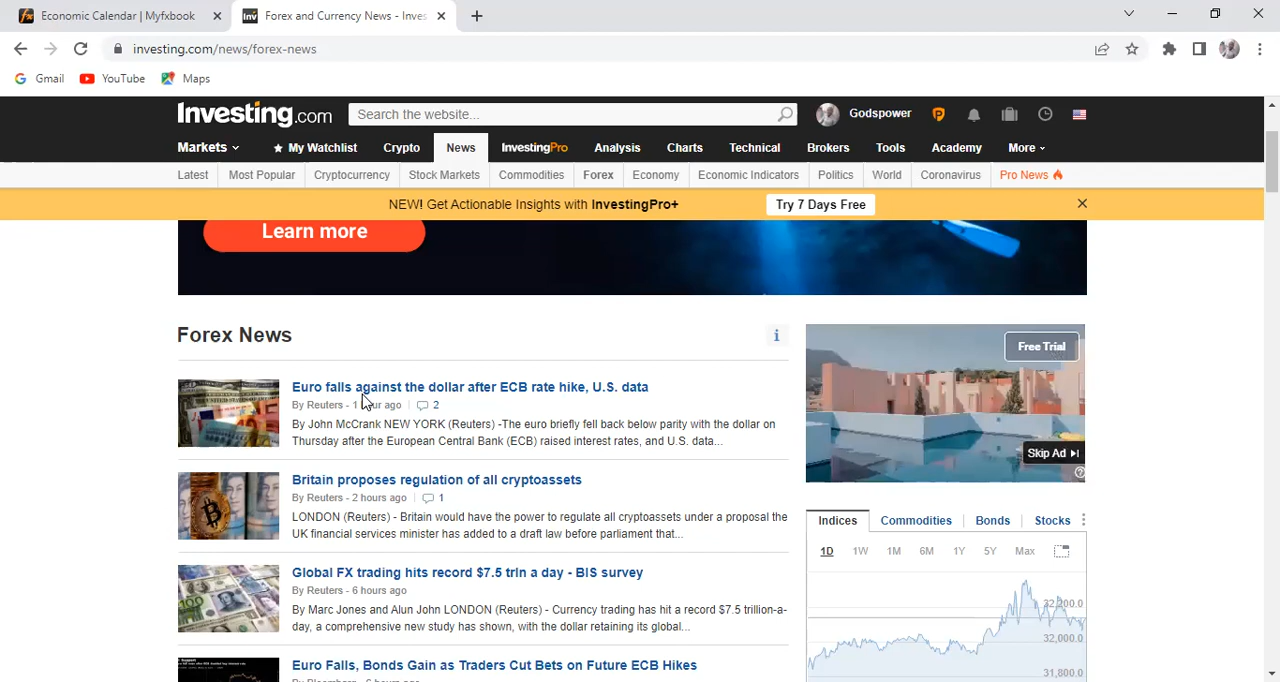 Economic Calendar | Myfxbook
Forex and Currency News - Inves
investing.com/news/forex-news
Gmail YouTube Maps
Investing.com
Search the website...
Godspower
Markets My Watchlist Crypto News InvestingPro Analysis Charts Technical Brokers Tools Academy More
Latest Most Popular Cryptocurrency Stock Markets Commodities Forex Economy Economic Indicators Politics World Coronavirus Pro News
NEW! Get Actionable Insights with InvestingPro+ Try 7 Days Free
Learn more
Forex News
Euro falls against the dollar after ECB rate hike, U.S. data
By Reuters - 1 hour ago 2
By John McCrank NEW YORK (Reuters) -The euro briefly fell back below parity with the dollar on
Thursday after the European Central Bank (ECB) raised interest rates, and U.S. data...
Britain proposes regulation of all cryptoassets
By Reuters - 2 hours ago 1
LONDON (Reuters) - Britain would have the power to regulate all cryptoassets under a proposal the
UK financial services minister has added to a draft law before parliament that...
Global FX trading hits record $7.5 trln a day - BIS survey
By Reuters - 6 hours ago
By Marc Jones and Alun John LONDON (Reuters) - Currency trading has hit a record $7.5 trillion-a-
day, a comprehensive new study has shown, with the dollar retaining its global...
Euro Falls, Bonds Gain as Traders Cut Bets on Future ECB Hikes
By Bloomberg - 6 hours ago
Free Trial
Skip Ad
Indices Commodities Bonds Stocks
1D 1W 1M 6M 1Y 5Y Max
32,200.0
32,000.0
31,800.0